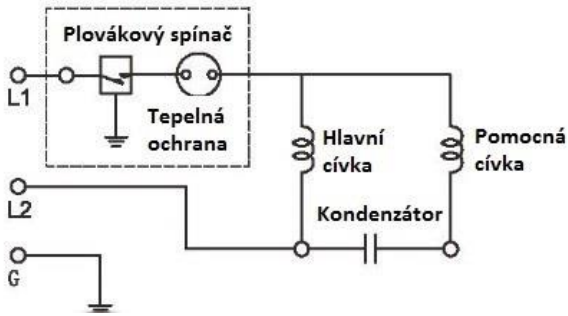 Plovákový spínač
L1
Tepelná
ochrana
Hlavní
cívka
Pomocná
cívka
L2
Kondenzátor
G